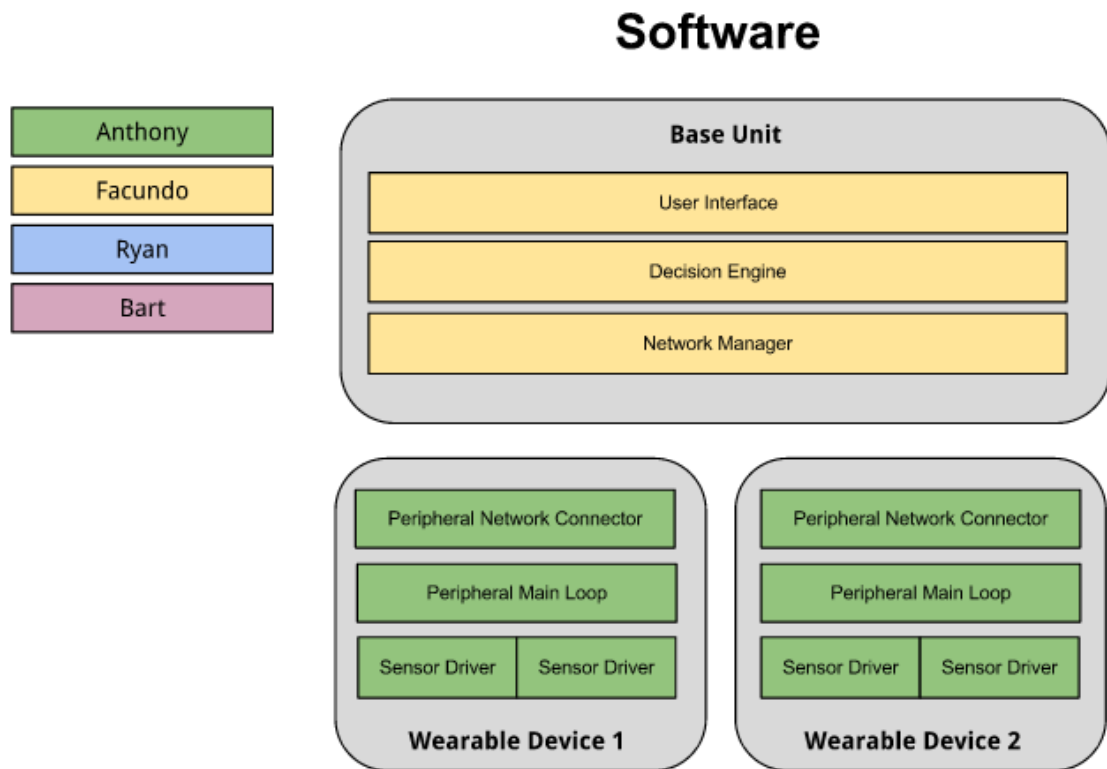 Software
Anthony
Facundo
Ryan
Bart
Base Unit
User Interface
Decision Engine
Network Manager
Peripheral Network Connector
Peripheral Main Loop
Sensor Driver
Sensor Driver
Wearable Device 1
Peripheral Network Connector
Peripheral Main Loop
Sensor Driver
Sensor Driver
Wearable Device 2